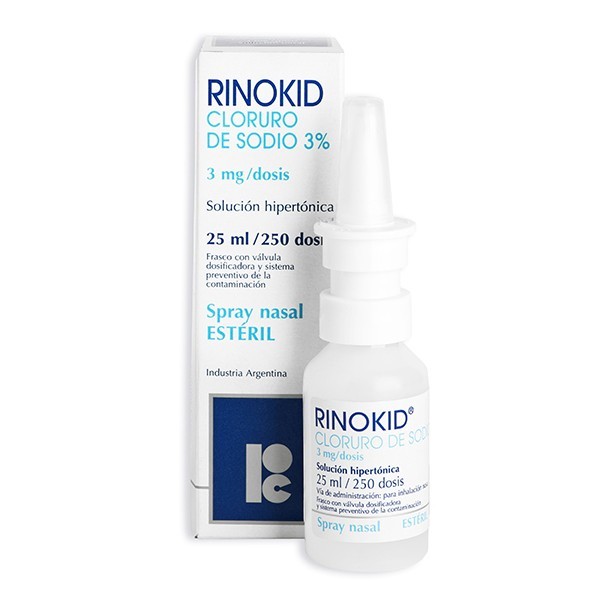 RINOKID
CLORURO
DE SODIO 3%
3 mg/dosis
Solución hipertónica
25 ml/250 dosi
Frasco con válvula
dosificadora y sistema
preventivo de la
contaminación
Spray nasal
ESTÉRIL
Industria Argentina
RINOKID®
CLORURO DE SODIO
3 mg/dosis
Solución hipertónica
25 ml / 250 dosis
Vía de administración: para inhalación
Frasco con válvula dosificadora
y sistema preventivo de la contaminación
Spray nasal ESTÉRIL